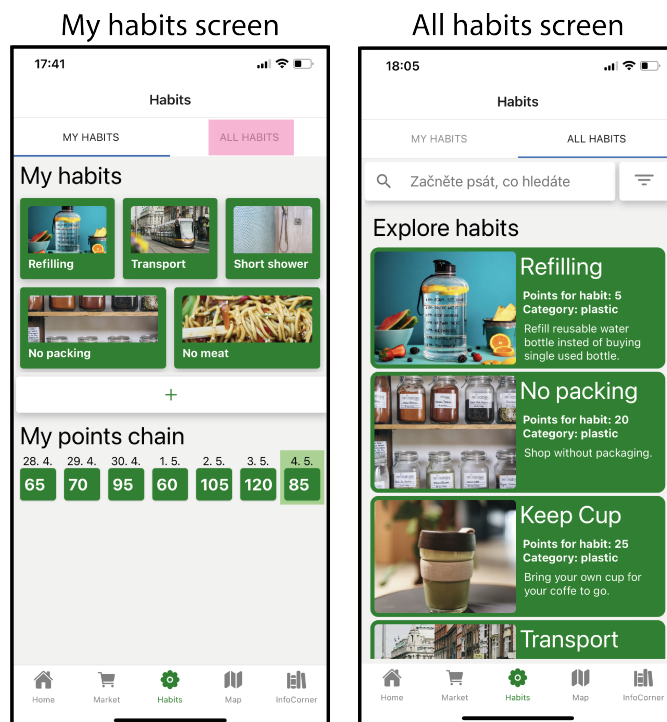 My habits screen
17:41
Habits
MY HABITS
ALL HABITS
My habits
Refilling
Transport
Short shower
No packing
No meat
+
My points chain
28. 4.
29. 4.
30. 4.
1. 5.
2. 5.
3. 5.
4. 5.
65
70
95
60
105
120
85
Home
Market
Habits
Map
InfoCorner
All habits screen
18:05
Habits
MY HABITS
ALL HABITS
Začněte psát, co hledáte
Explore habits
Refilling
Points for habit: 5
Category: plastic
Refill reusable water
bottle insted of buying
single used bottle.
No packing
Points for habit: 20
Category: plastic
Shop without packaging.
Keep Cup
Points for habit: 25
Category: plastic
Bring your own cup for
your coffe to go.
Transport
Home
Market
Habits
Map
InfoCorner